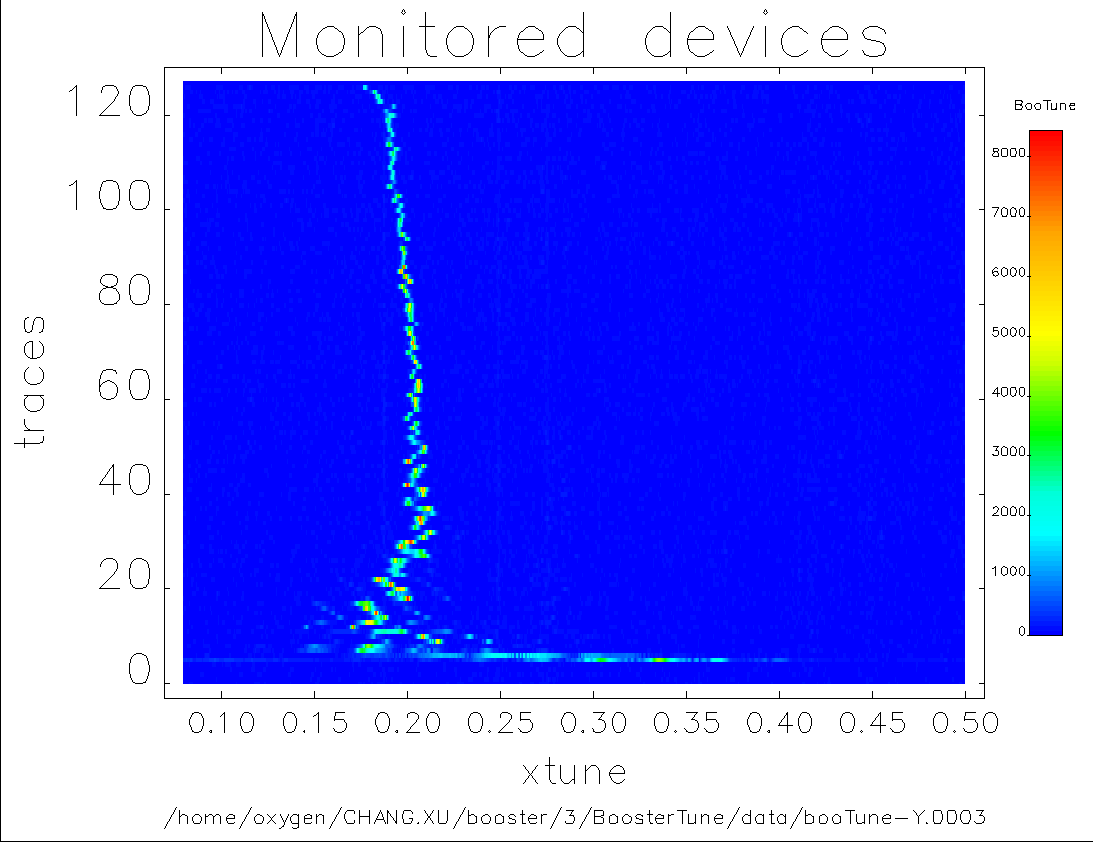 Monitored devices
BooTune
120
100
80
60
40
20
0
traces
8000
7000
6000
5000
4000
3000
2000
1000
0
0.10 0.15 0.20 0.25 0.30 0.35 0.40 0.45 0.50
xtune
/home/oxygen/CHANG.XU/booster/3/BoosterTune/data/booTune-Y.0003